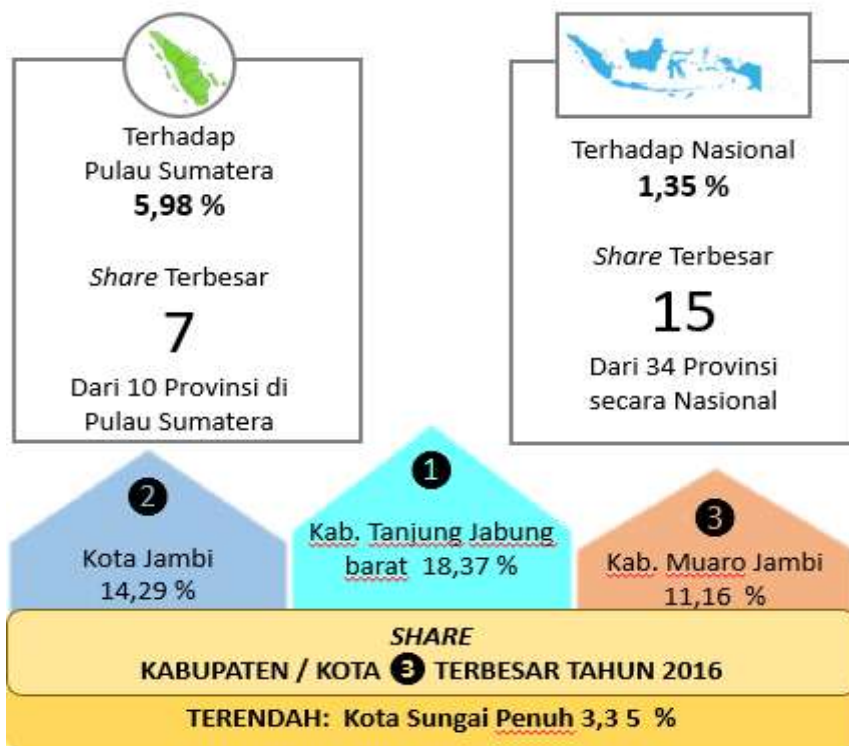 Terhadap
Pulau Sumatera
5,98 %
Share Terbesar
7
Dari 10 Provinsi di
Pulau Sumatera
Terhadap Nasional
1,35 %
Share Terbesar
15
Dari 34 Provinsi
secara Nasional
2
Kota Jambi
14,29 %
1
Kab. Tanjung Jabung
barat 18,37 %
3
Kab. Muaro Jambi
11,16 %
SHARE
KABUPATEN / KOTA 3 TERBESAR TAHUN 2016
TERENDAH: Kota Sungai Penuh 3,3 5 %